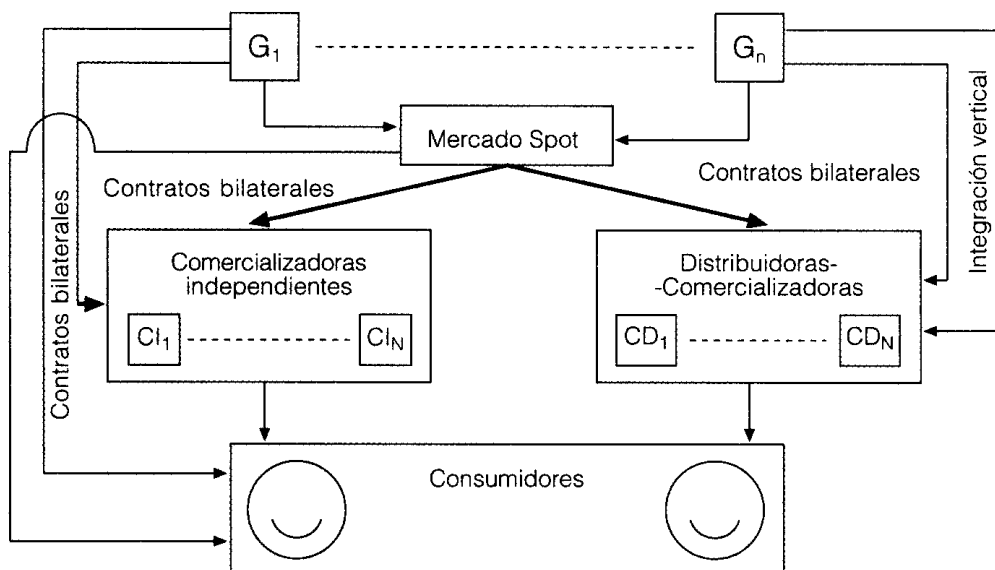 G1
Gn
Mercado Spot
Contratos bilaterales
Contratos bilaterales
Integración vertical
Contratos bilaterales
Comercializadoras
independientes
CI1
CIN
Distribuidoras-
-Comercializadoras
CD1
CDN
Consumidores